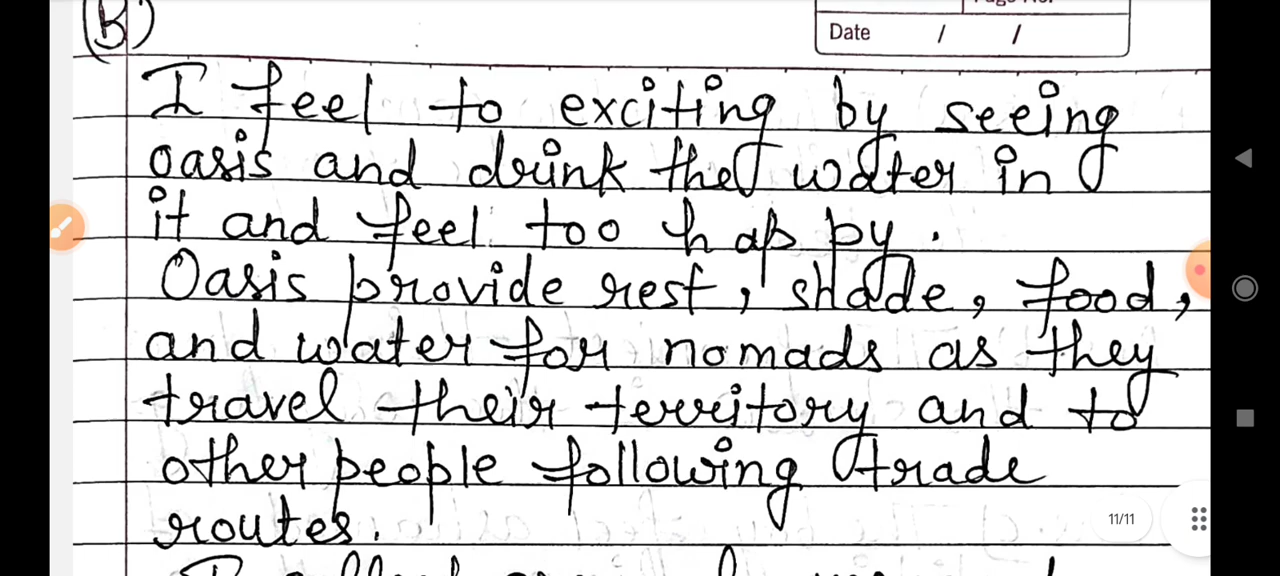 (B)
Date / /
I feel to exciting by seeing
oasis and drink the water in
it and feel too happy.
Oasis provide rest, shade, food,
and water for nomads as they
travel their territory and to
other people following trade
routes.
11/11